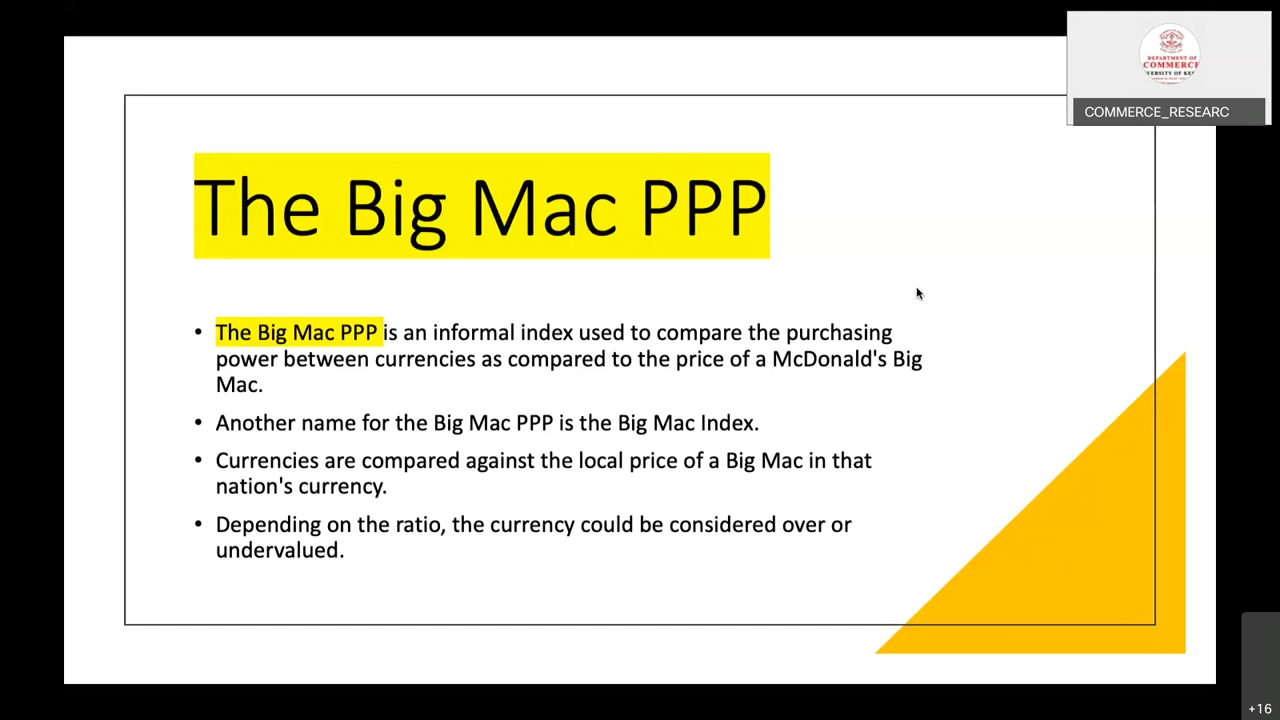 DEPARTMENT OF
COMMERCE
COMMERCE_RESEARC
The Big Mac PPP
• The Big Mac PPP is an informal index used to compare the purchasing
power between currencies as compared to the price of a McDonald's Big
Mac.
• Another name for the Big Mac PPP is the Big Mac Index.
• Currencies are compared against the local price of a Big Mac in that
nation's currency.
• Depending on the ratio, the currency could be considered over or
undervalued.
+16